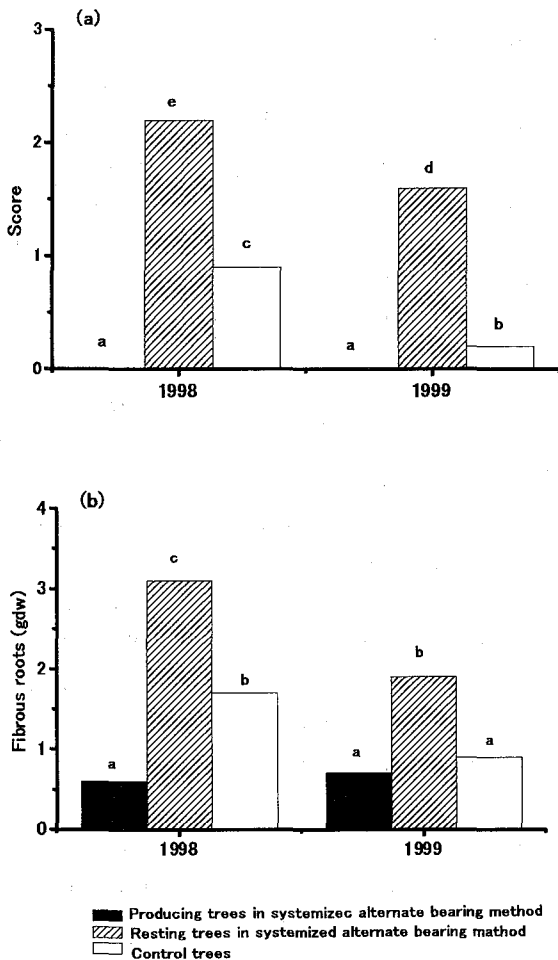 (a)
3
2
1
0
Score
a
e
c
a
d
b
1998
1999
(b)
4
3
2
1
0
Fibrous roots (gdw)
a
c
b
a
b
a
1998
1999
Producing trees in systemizec alternate bearing method
Resting trees in systemized alternate bearing mathod
Control trees